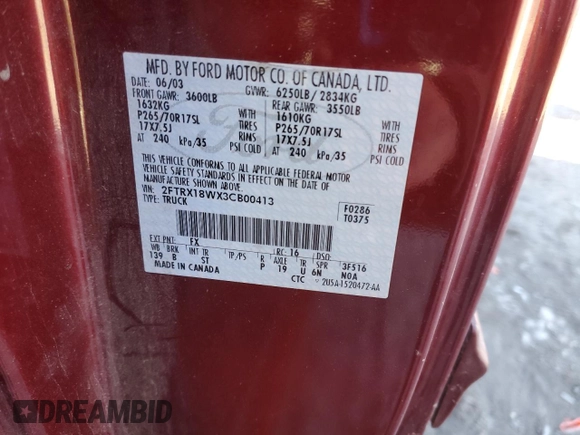 MFD. BY FORD MOTOR CO. OF CANADA, LTD.
DATE: 06/03 GVWR: 6250LB/ 2834KG
FRONT GAWR: 3600LB REAR GAWR: 3550LB
1632KG WITH 1610KG WITH
P265/70R17SL TIRES P265/70R17SL TIRES
17X7.5J RIMS 17X7.5J RIMS
AT 240 kPa/35 PSI COLD AT 240 kPa/35 PSI COLD
THIS VEHICLE CONFORMS TO ALL APPLICABLE FEDERAL MOTOR
VEHICLE SAFETY STANDARDS IN EFFECT ON THE DATE OF
MANUFACTURE SHOWN ABOVE.
VIN: 2FTRX18WX3CB00413 F0286
TYPE: TRUCK T0375
EXT PNT: FX RC: 16 DSO:
WB BRK INT TR TP/PS R AXLE TR SPR 3F516
139 B ST P 19 U 6N N0A
MADE IN CANADA CTC 2U5A-1520472-AA
Ford
DREAMBID